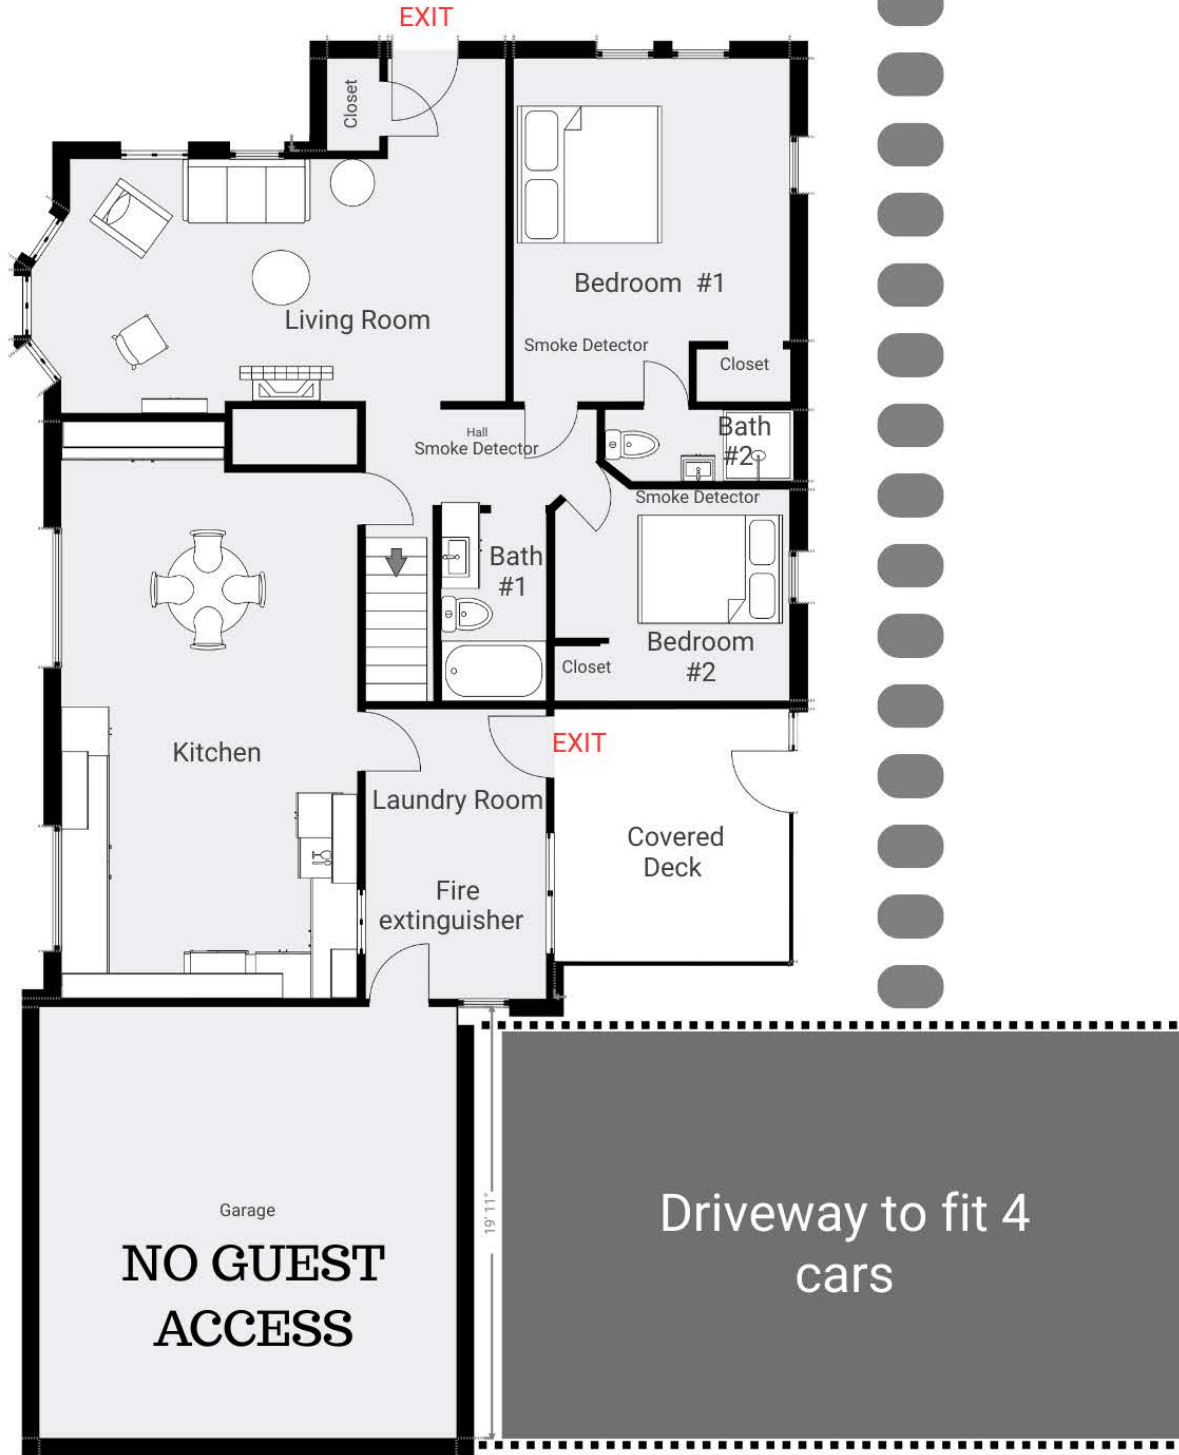 EXIT
Closet
Bedroom #1
Living Room
Smoke Detector
Closet
Hall
Smoke Detector
Bath
#2
Smoke Detector
Bath
#1
Bedroom
#2
Closet
EXIT
Kitchen
Laundry Room
Covered
Deck
Fire
extinguisher
19' 11"
Garage
NO GUEST
ACCESS
Driveway to fit 4
cars